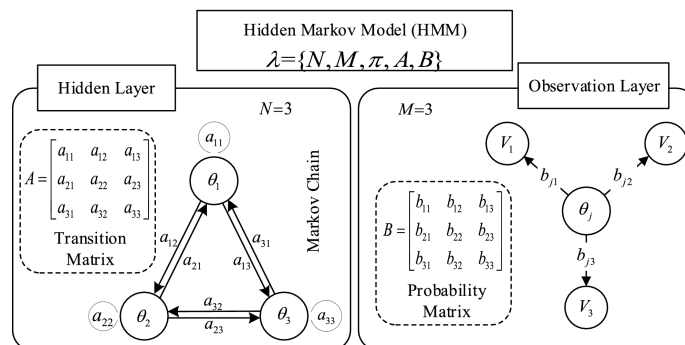 Hidden Markov Model (HMM)
λ={N, M, π, A, B}
Hidden Layer
N=3
a₁₁
θ₁
A = [a₁₁ a₁₂ a₁₃
a₂₁ a₂₂ a₂₃
a₃₁ a₃₂ a₃₃]
Transition
Matrix
a₁₂
a₂₁
a₃₁
a₁₃
a₃₂
a₂₃
a₂₂
θ₂
θ₃
a₃₃
Markov Chain
Observation Layer
M=3
V₁
V₂
bⱼ₁
bⱼ₂
θⱼ
bⱼ₃
V₃
B = [b₁₁ b₁₂ b₁₃
b₂₁ b₂₂ b₂₃
b₃₁ b₃₂ b₃₃]
Probability
Matrix